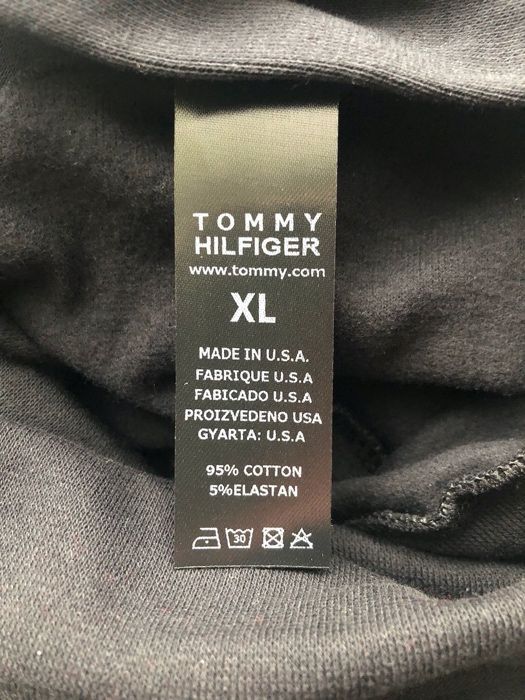 TOMMY
HILFIGER
www.tommy.com
XL
MADE IN U.S.A.
FABRIQUE U.S.A
FABICADO U.S.A
PROIZVEDENO USA
GYARTA: U.S.A
95% COTTON
5%ELASTAN
30